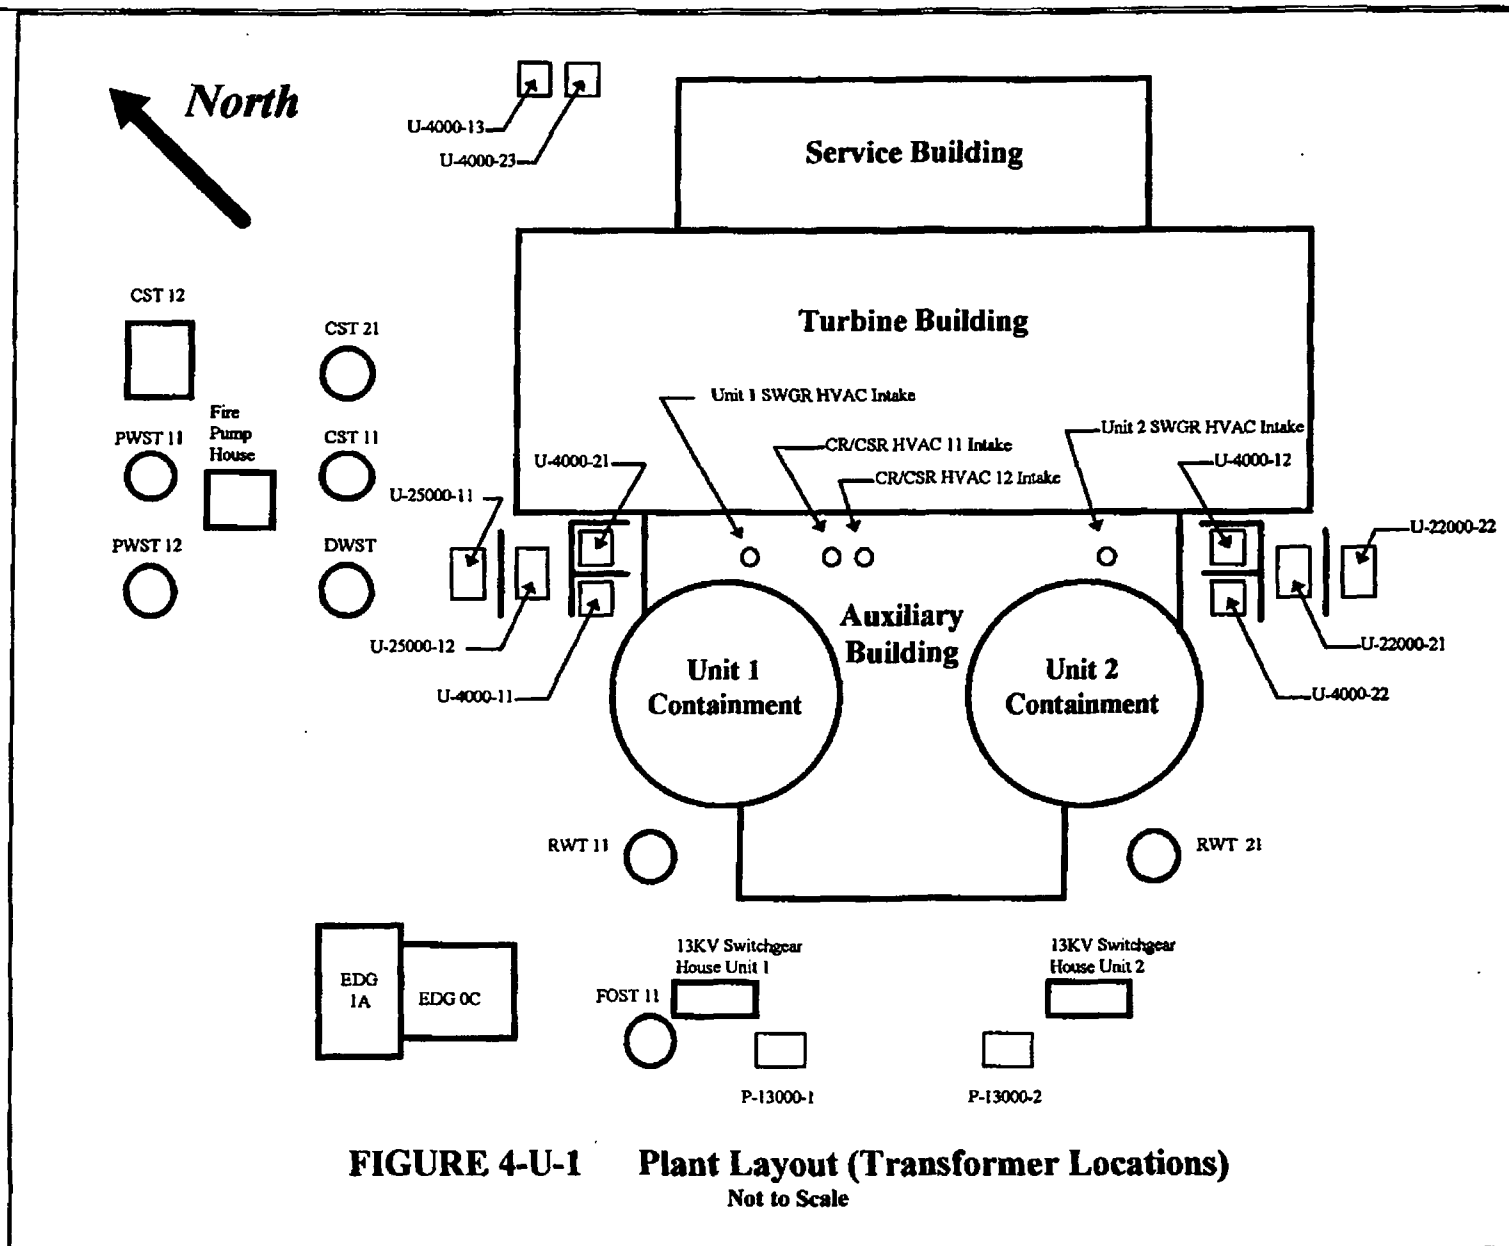 North
U-4000-13
U-4000-23
Service Building
Turbine Building
CST 12
CST 21
Fire
Pump
House
PWST 11
CST 11
Unit 1 SWGR HVAC Intake
CR/CSR HVAC 11 Intake
CR/CSR HVAC 12 Intake
Unit 2 SWGR HVAC Intake
U-4000-21
U-4000-12
U-25000-11
U-22000-22
PWST 12
DWST
U-25000-12
U-22000-21
U-4000-11
U-4000-22
Auxiliary
Building
Unit 1
Containment
Unit 2
Containment
RWT 11
RWT 21
EDG
1A
EDG 0C
13KV Switchgear
House Unit 1
13KV Switchgear
House Unit 2
FOST 11
P-13000-1
P-13000-2
FIGURE 4-U-1 Plant Layout (Transformer Locations)
Not to Scale